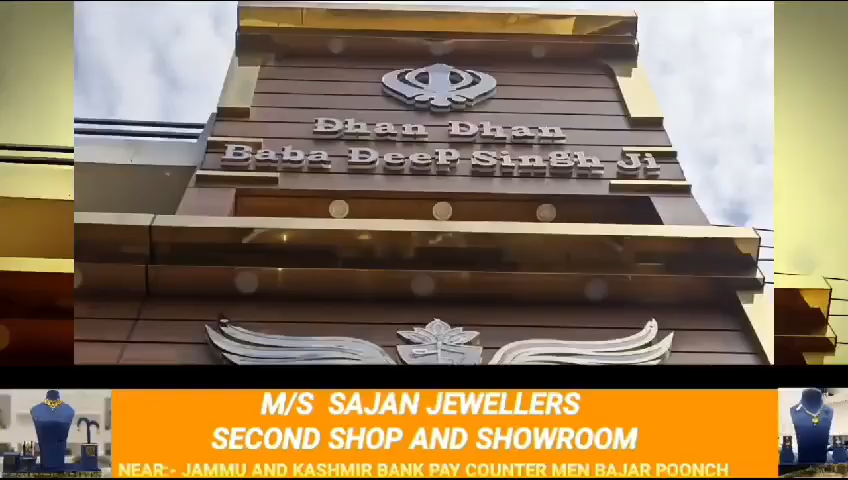 Dhan Dhan
Baba Deep Singh Ji
M/S SAJAN JEWELLERS
SECOND SHOP AND SHOWROOM
NEAR:- JAMMU AND KASHMIR BANK PAY COUNTER MEN BAJAR POONCH